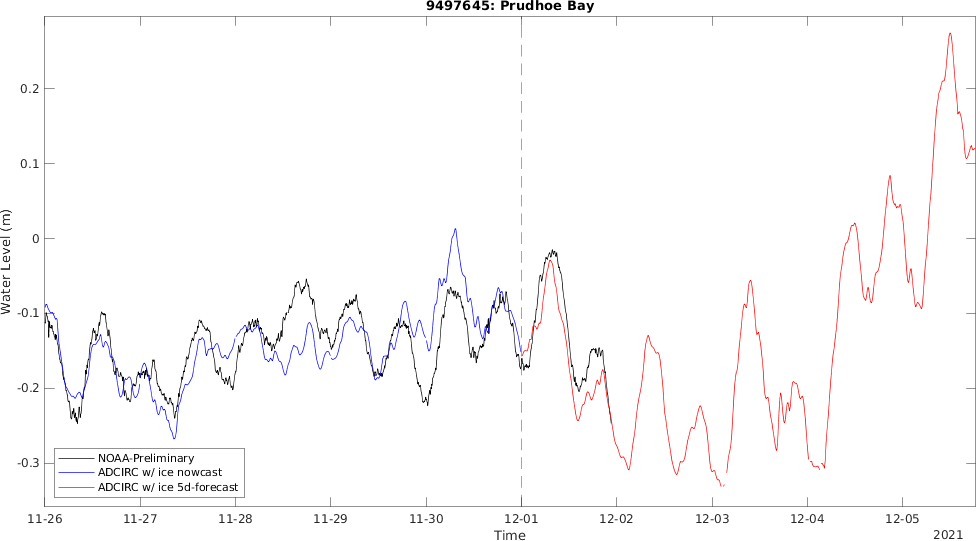 9497645: Prudhoe Bay
Water Level (m)
0.2
0.1
0
-0.1
-0.2
-0.3
NOAA-Preliminary
ADCIRC w/ ice nowcast
ADCIRC w/ ice 5d-forecast
11-26 11-27 11-28 11-29 11-30 12-01 12-02 12-03 12-04 12-05
Time
2021